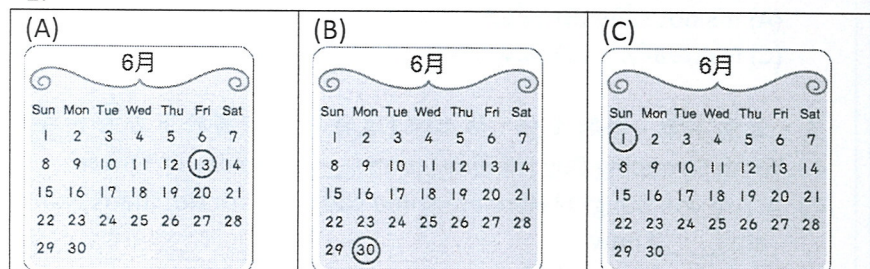 (A)
6月
Sun Mon Tue Wed Thu Fri Sat
1 2 3 4 5 6 7
8 9 10 11 12 13 14
15 16 17 18 19 20 21
22 23 24 25 26 27 28
29 30
(B)
6月
Sun Mon Tue Wed Thu Fri Sat
1 2 3 4 5 6 7
8 9 10 11 12 13 14
15 16 17 18 19 20 21
22 23 24 25 26 27 28
29 30
(C)
6月
Sun Mon Tue Wed Thu Fri Sat
1 2 3 4 5 6 7
8 9 10 11 12 13 14
15 16 17 18 19 20 21
22 23 24 25 26 27 28
29 30